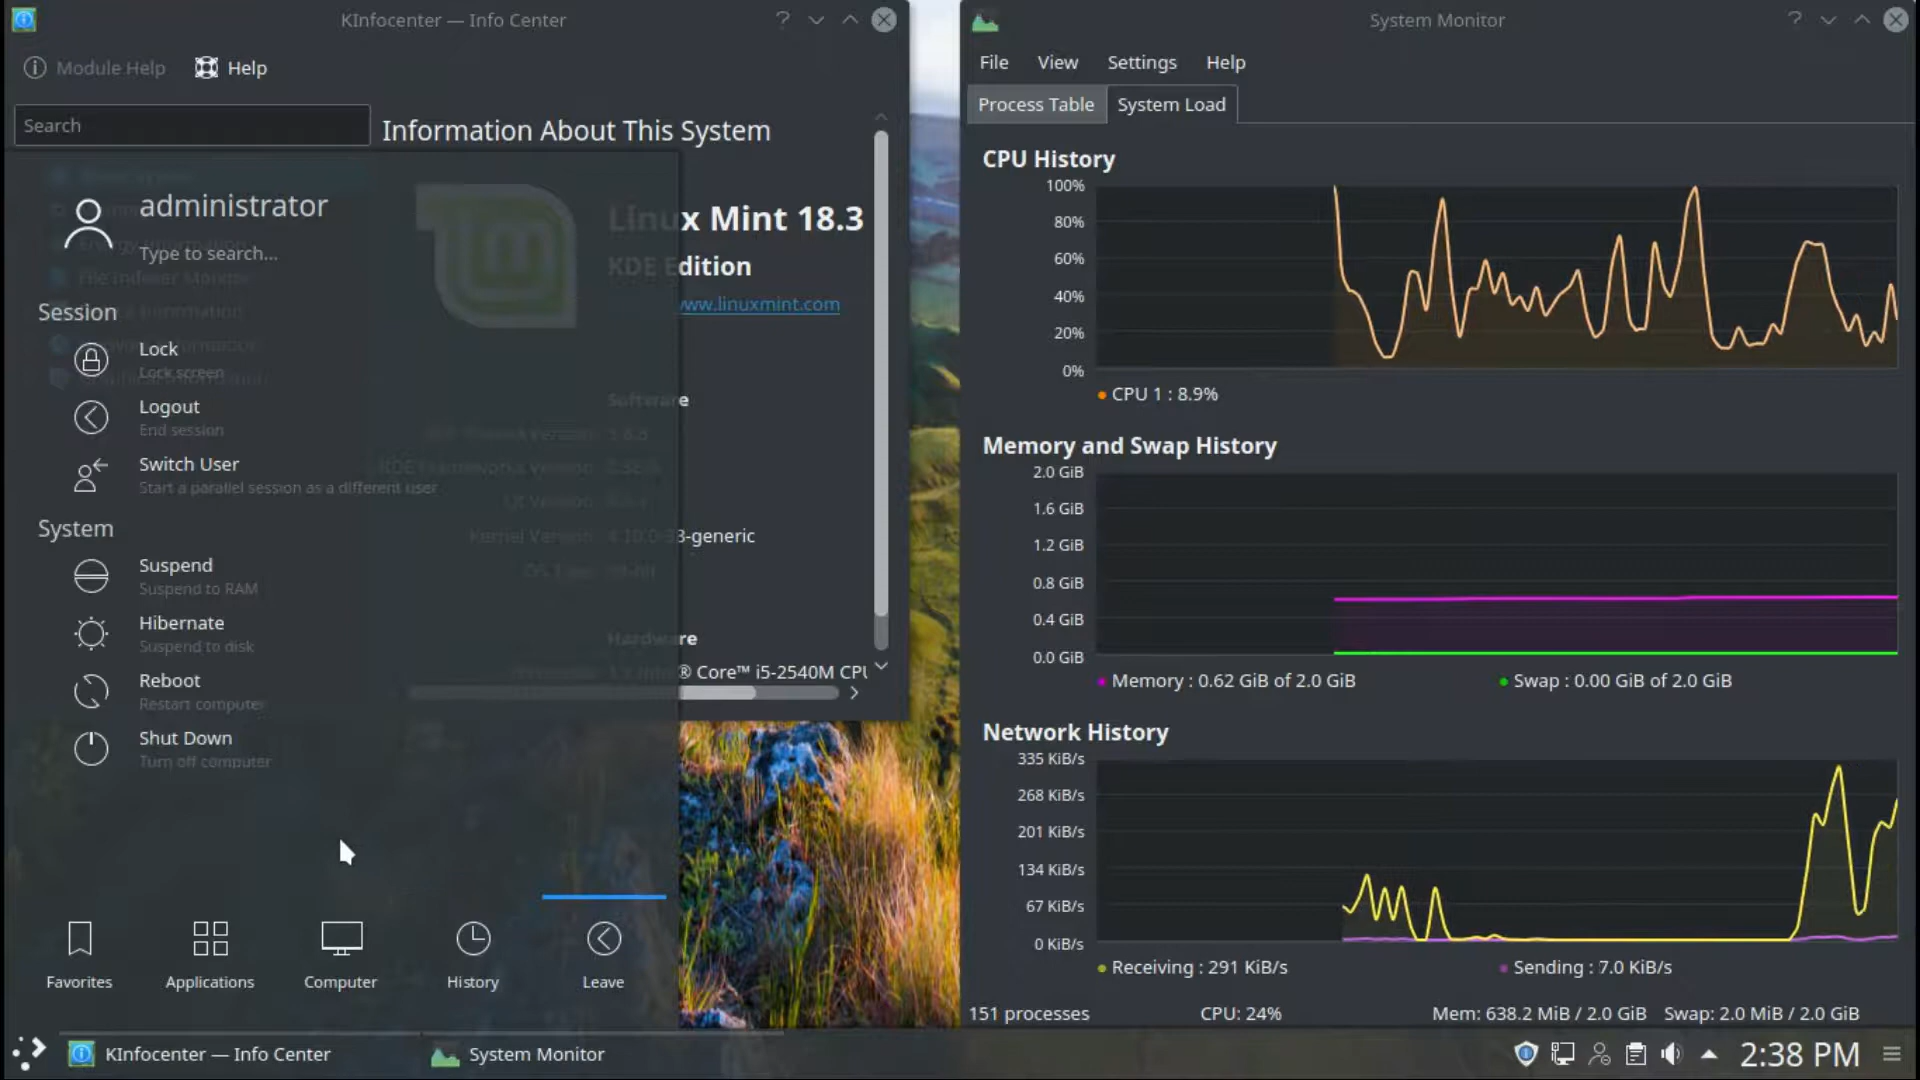 KInfocenter — Info Center
Module Help
Help
Search
Information About This System
administrator
Type to search...
Linux Mint 18.3
KDE Edition
www.linuxmint.com
Session
Lock
Lock screen
Logout
End session
Software
Switch User
Start a parallel session as a different user
System
Kernel Version:
-generic
Suspend
Suspend to RAM
Hibernate
Suspend to disk
Hardware
® Core™ i5-2540M CPU
Reboot
Restart computer
Shut Down
Turn off computer
Favorites
Applications
Computer
History
Leave
System Monitor
File
View
Settings
Help
Process Table
System Load
CPU History
100%
80%
60%
40%
20%
0%
CPU 1 : 8.9%
Memory and Swap History
2.0 GiB
1.6 GiB
1.2 GiB
0.8 GiB
0.4 GiB
0.0 GiB
Memory : 0.62 GiB of 2.0 GiB
Swap : 0.00 GiB of 2.0 GiB
Network History
335 KiB/s
268 KiB/s
201 KiB/s
134 KiB/s
67 KiB/s
0 KiB/s
Receiving : 291 KiB/s
Sending : 7.0 KiB/s
151 processes
CPU: 24%
Mem: 638.2 MiB / 2.0 GiB
Swap: 2.0 MiB / 2.0 GiB
KInfocenter — Info Center
System Monitor
2:38 PM